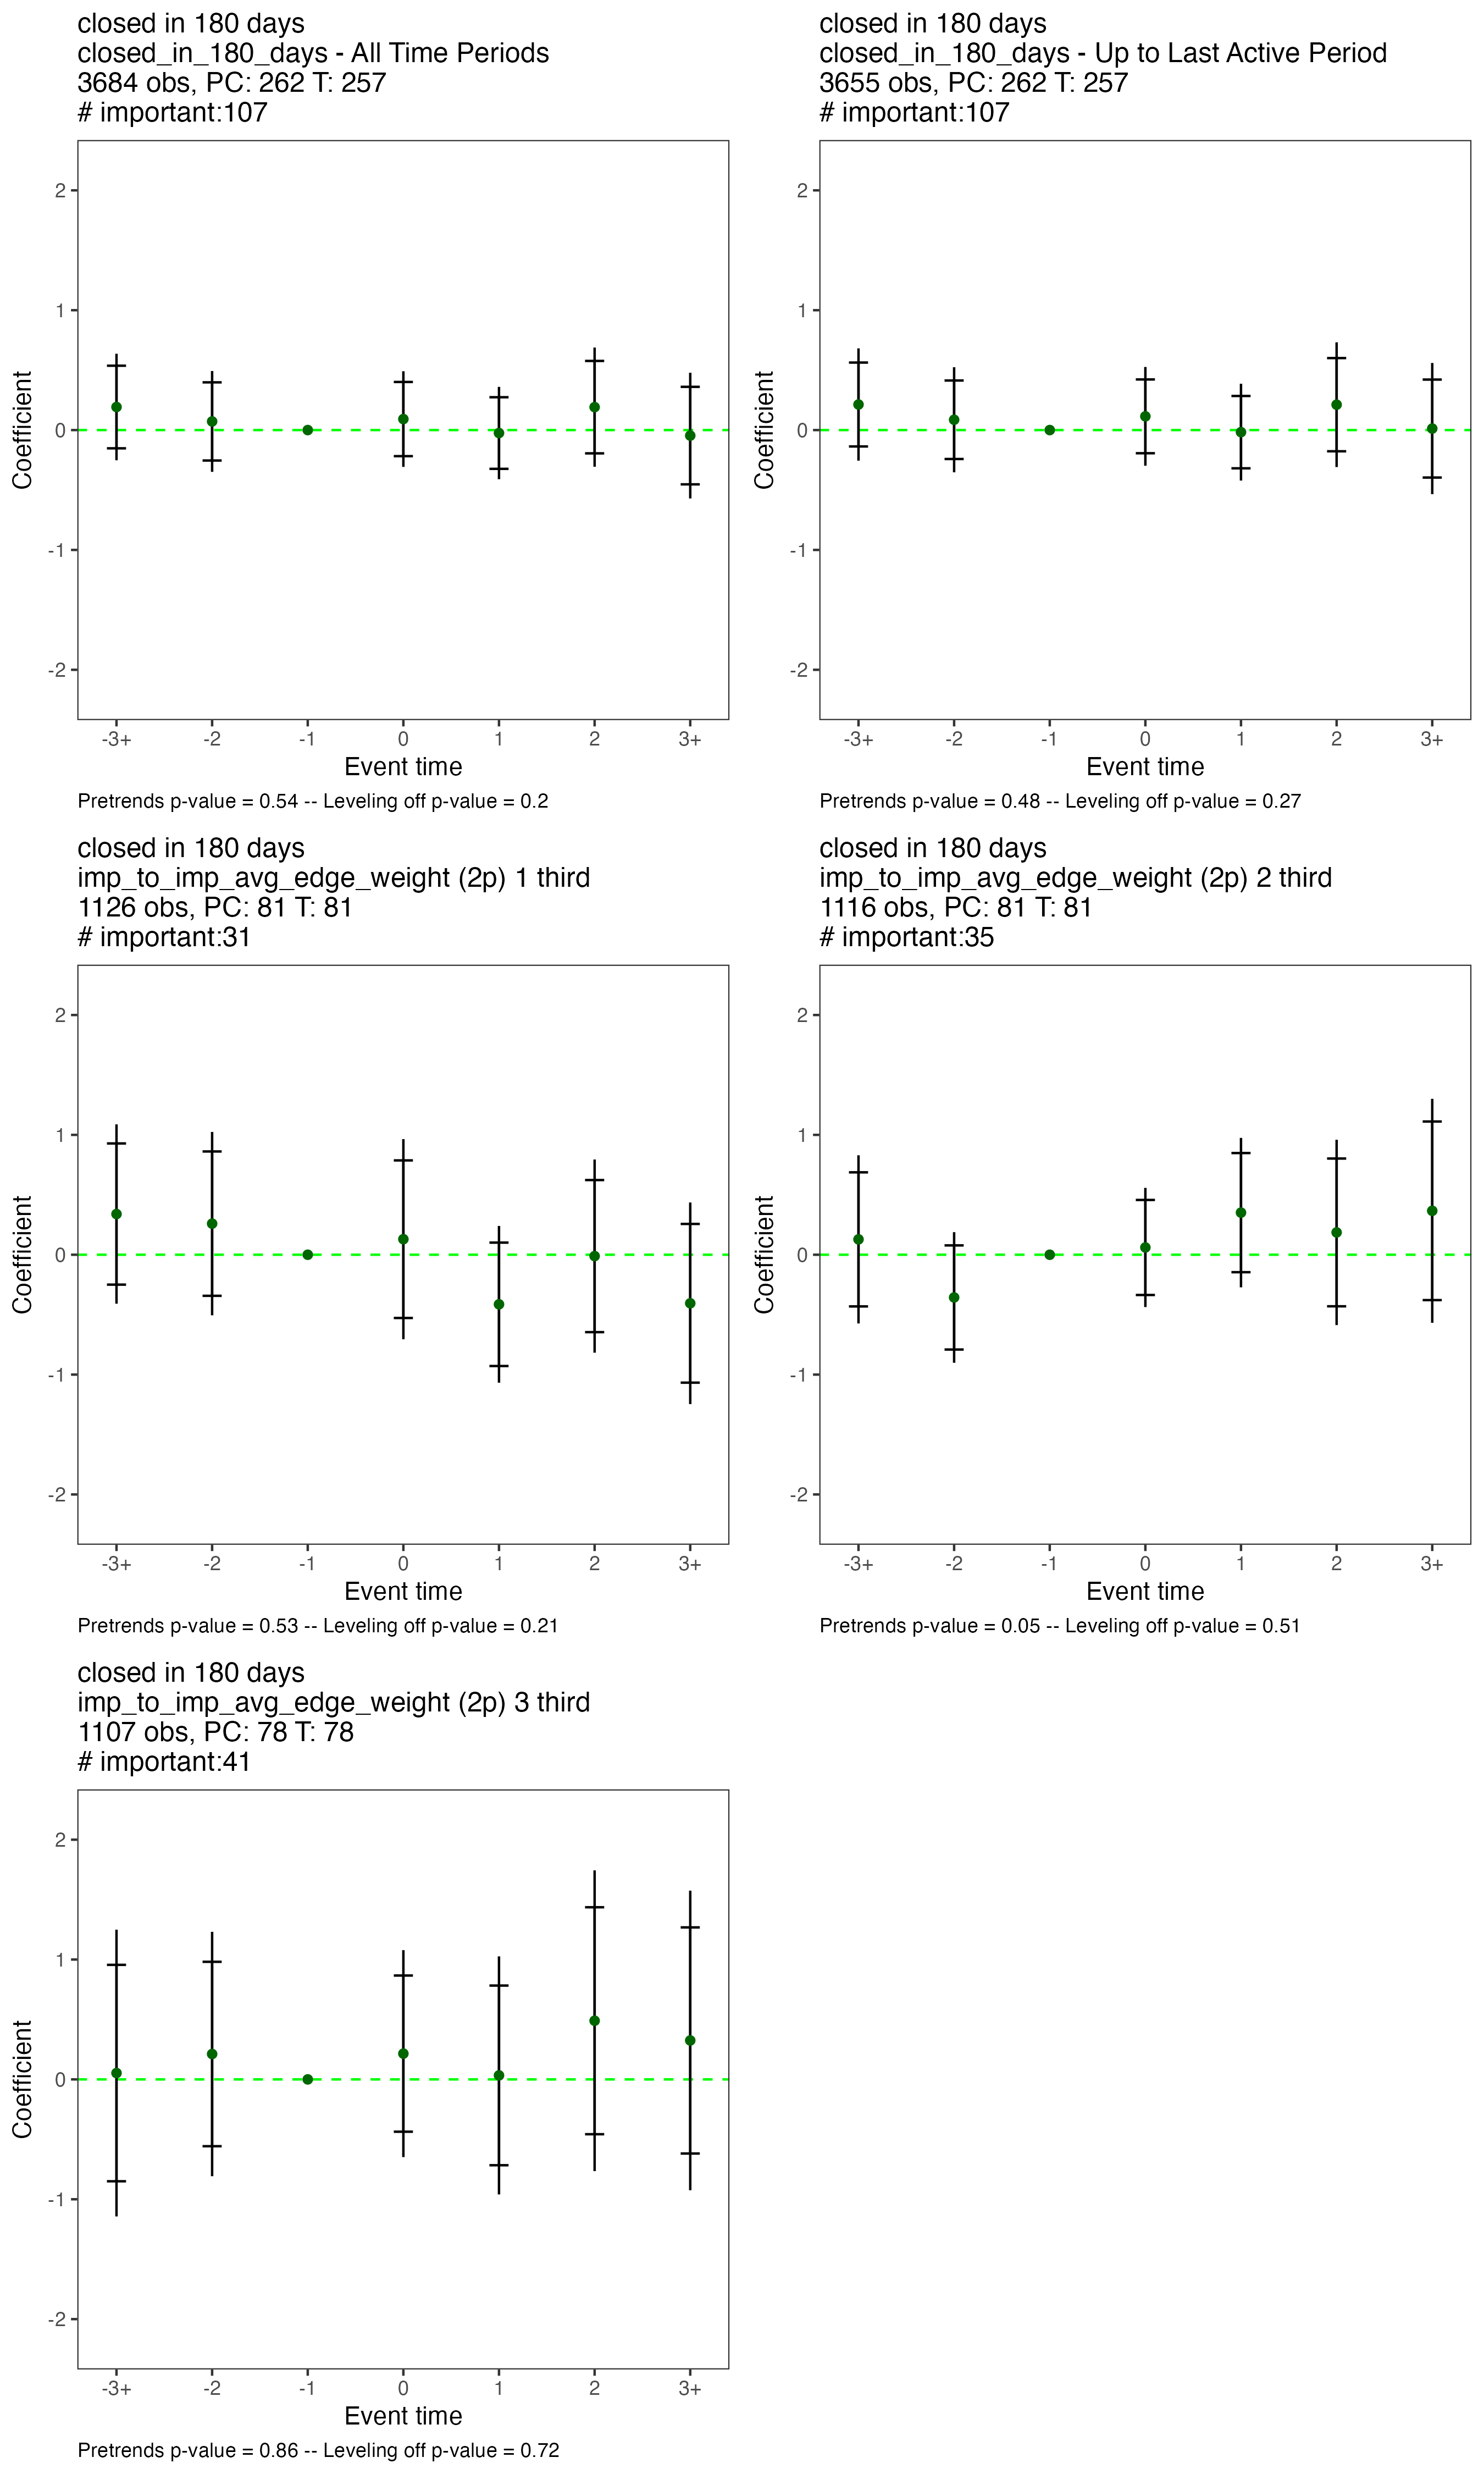 closed in 180 days
closed_in_180_days - All Time Periods
3684 obs, PC: 262 T: 257
# important:107
2
1
0
-1
-2
Coefficient
-3+ -2 -1 0 1 2 3+
Event time
Pretrends p-value = 0.54 -- Leveling off p-value = 0.2
closed in 180 days
closed_in_180_days - Up to Last Active Period
3655 obs, PC: 262 T: 257
# important:107
2
1
0
-1
-2
Coefficient
-3+ -2 -1 0 1 2 3+
Event time
Pretrends p-value = 0.48 -- Leveling off p-value = 0.27
closed in 180 days
imp_to_imp_avg_edge_weight (2p) 1 third
1126 obs, PC: 81 T: 81
# important:31
2
1
0
-1
-2
Coefficient
-3+ -2 -1 0 1 2 3+
Event time
Pretrends p-value = 0.53 -- Leveling off p-value = 0.21
closed in 180 days
imp_to_imp_avg_edge_weight (2p) 2 third
1116 obs, PC: 81 T: 81
# important:35
2
1
0
-1
-2
Coefficient
-3+ -2 -1 0 1 2 3+
Event time
Pretrends p-value = 0.05 -- Leveling off p-value = 0.51
closed in 180 days
imp_to_imp_avg_edge_weight (2p) 3 third
1107 obs, PC: 78 T: 78
# important:41
2
1
0
-1
-2
Coefficient
-3+ -2 -1 0 1 2 3+
Event time
Pretrends p-value = 0.86 -- Leveling off p-value = 0.72